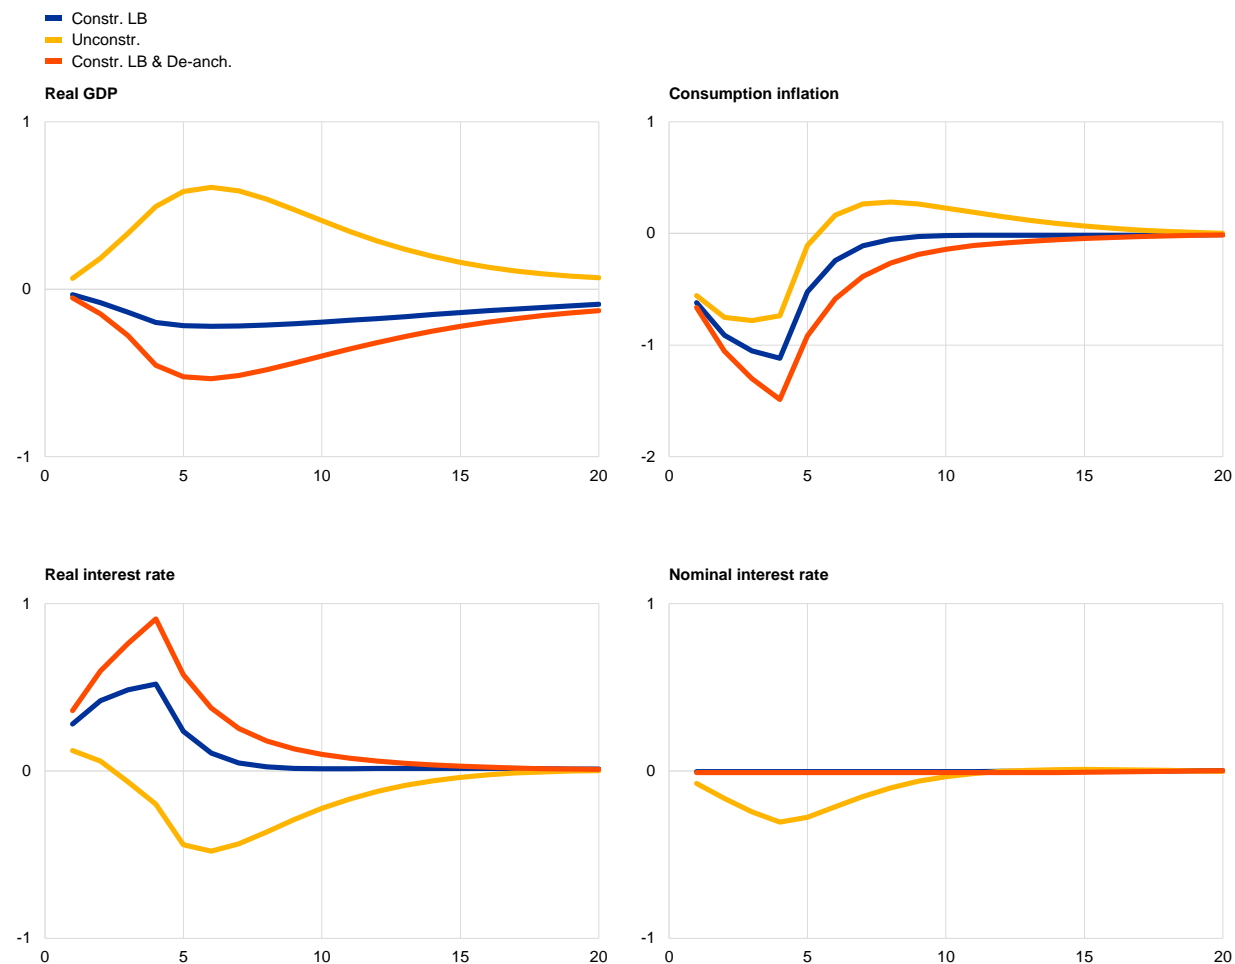 Constr. LB
Unconstr.
Constr. LB & De-anch.
Real GDP
1
0
-1
0 5 10 15 20
Consumption inflation
1
0
-1
-2
0 5 10 15 20
Real interest rate
1
0
-1
0 5 10 15 20
Nominal interest rate
1
0
-1
0 5 10 15 20